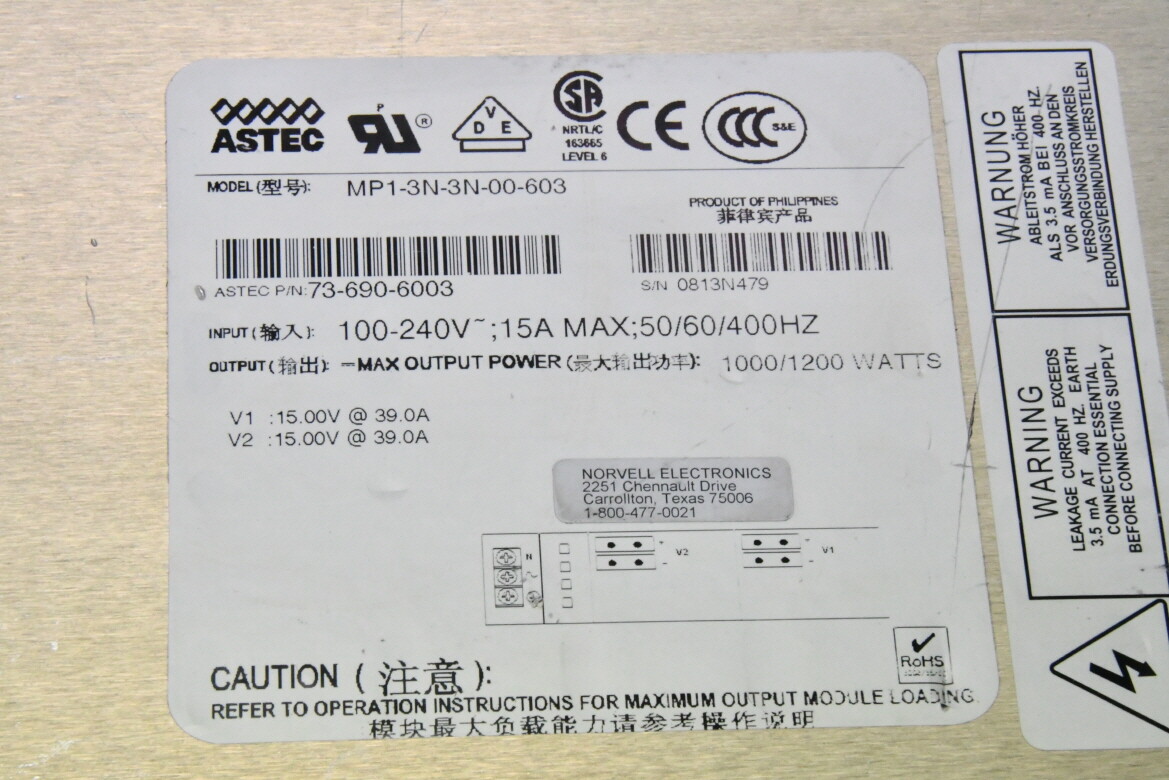 ASTEC
P
®
D V E
SA
NRTL/C
163665
LEVEL 6
CE
CCC S&E
MODEL (型号): MP1-3N-3N-00-603
PRODUCT OF PHILIPPINES
菲律宾产品
ASTEC P/N: 73-690-6003
S/N 0813N479
INPUT (输入): 100-240V~;15A MAX;50/60/400HZ
OUTPUT (输出): MAX OUTPUT POWER (最大输出功率): 1000/1200 WATTS
V1 :15.00V @ 39.0A
V2 :15.00V @ 39.0A
NORVELL ELECTRONICS
2251 Chennault Drive
Carrollton, Texas 75006
1-800-477-0021
N
+
V2
-
V1
-
CAUTION (注意):
REFER TO OPERATION INSTRUCTIONS FOR MAXIMUM OUTPUT MODULE LOADING
模块最大负载能力请参考操作说明
RoHS
WARNUNG
ABLEITSTROM HÖHER
ALS 3.5 mA BEI 400 HZ.
VOR ANSCHLUSS AN DEN
VERSORGUNGSSTROMKREIS
ERDUNGSVERBINDUNG HERSTELLEN
WARNING
LEAKAGE CURRENT EXCEEDS
3.5 mA AT 400 HZ. EARTH
CONNECTION ESSENTIAL
BEFORE CONNECTING SUPPLY